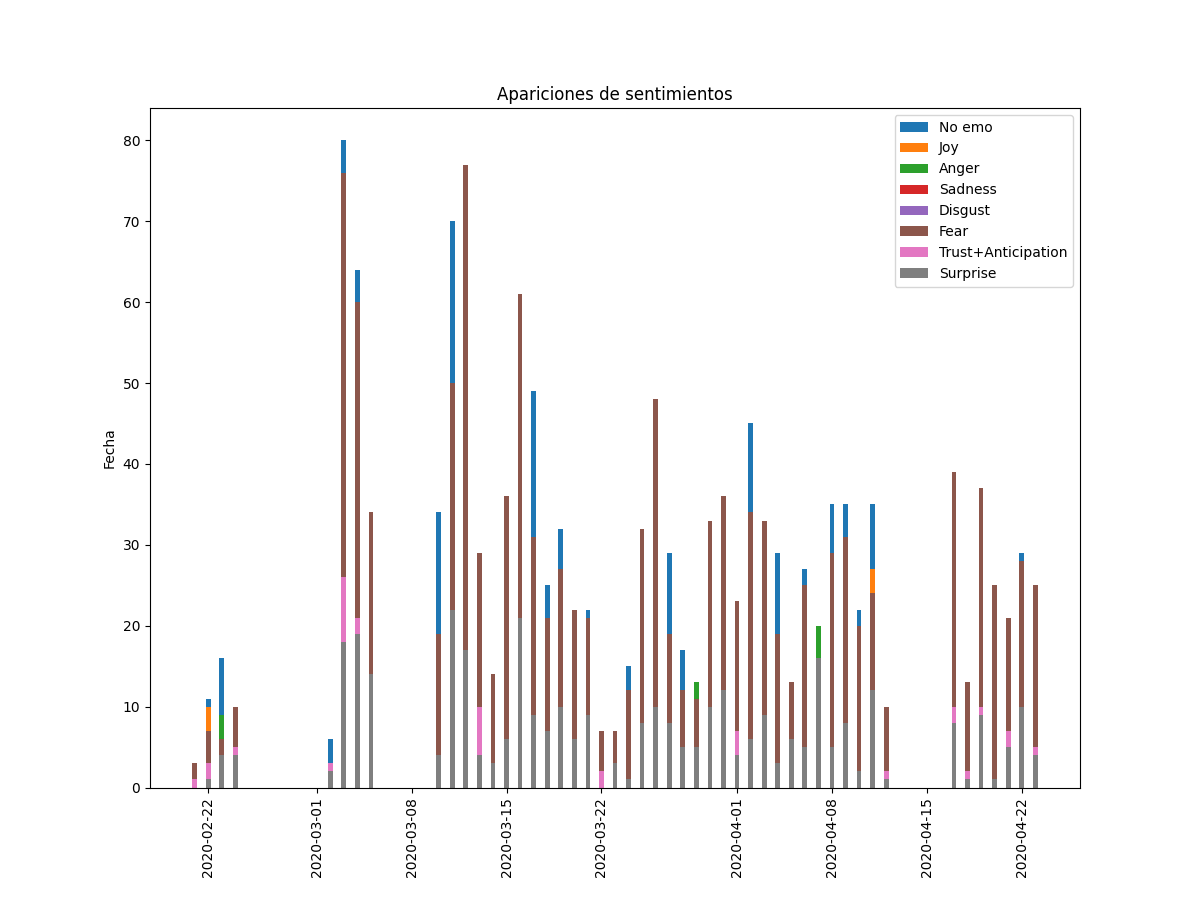 Apariciones de sentimientos
No emo
Joy
Anger
Sadness
Disgust
Fear
Trust+Anticipation
Surprise
Fecha
80
70
60
50
40
30
20
10
0
2020-02-22
2020-03-01
2020-03-08
2020-03-15
2020-03-22
2020-04-01
2020-04-08
2020-04-15
2020-04-22